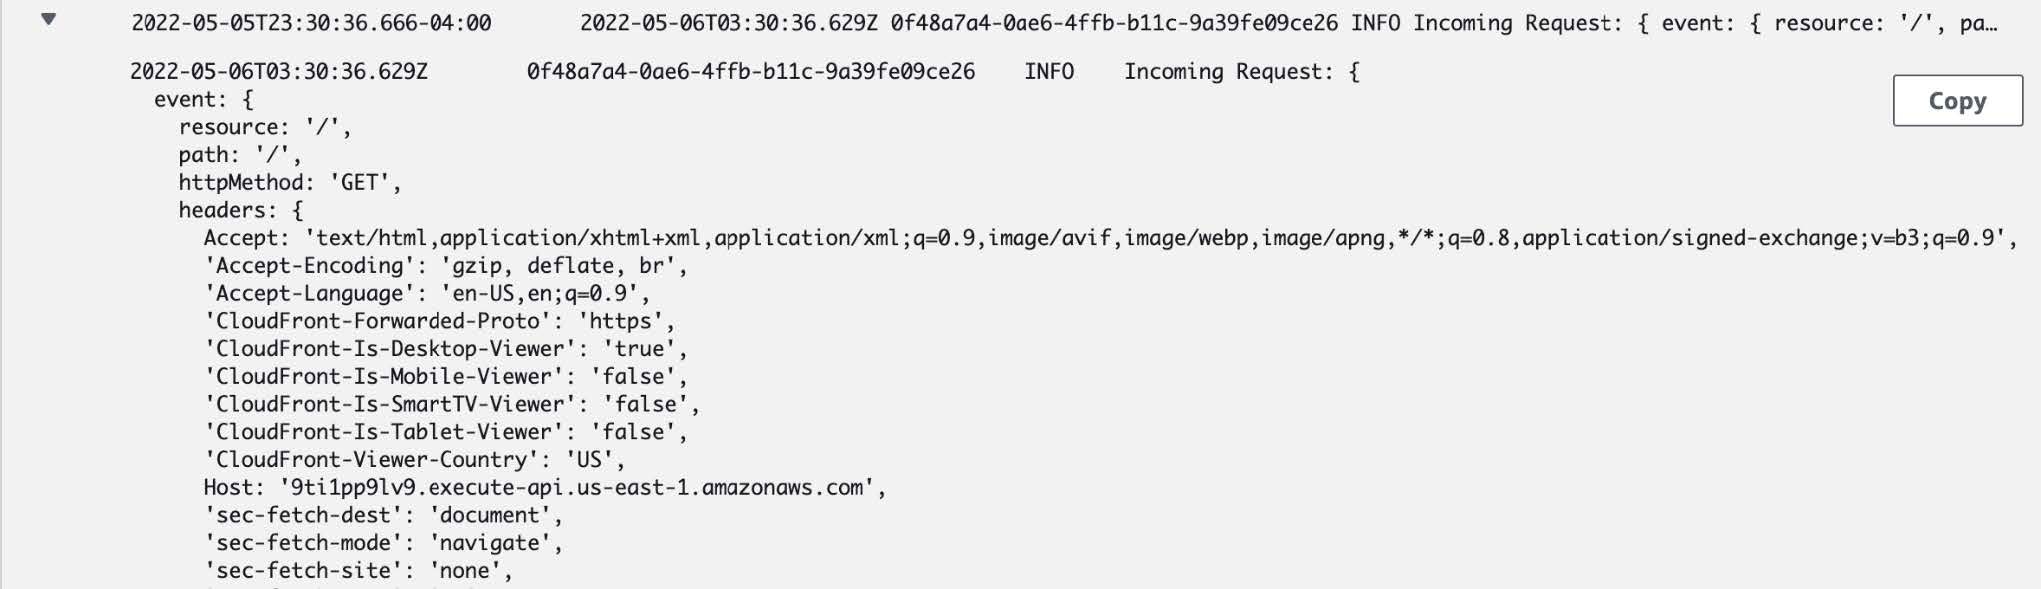 2022-05-05T23:30:36.666-04:00 2022-05-06T03:30:36.629Z 0f48a7a4-0ae6-4ffb-b11c-9a39fe09ce26 INFO Incoming Request: { event: { resource: '/', pa…
2022-05-06T03:30:36.629Z 0f48a7a4-0ae6-4ffb-b11c-9a39fe09ce26 INFO Incoming Request: {
Copy
event: {
resource: '/',
path: '/',
httpMethod: 'GET',
headers: {
Accept: 'text/html,application/xhtml+xml,application/xml;q=0.9,image/avif,image/webp,image/apng,*/*;q=0.8,application/signed-exchange;v=b3;q=0.9',
'Accept-Encoding': 'gzip, deflate, br',
'Accept-Language': 'en-US,en;q=0.9',
'CloudFront-Forwarded-Proto': 'https',
'CloudFront-Is-Desktop-Viewer': 'true',
'CloudFront-Is-Mobile-Viewer': 'false',
'CloudFront-Is-SmartTV-Viewer': 'false',
'CloudFront-Is-Tablet-Viewer': 'false',
'CloudFront-Viewer-Country': 'US',
Host: '9ti1pp9lv9.execute-api.us-east-1.amazonaws.com',
'sec-fetch-dest': 'document',
'sec-fetch-mode': 'navigate',
'sec-fetch-site': 'none',